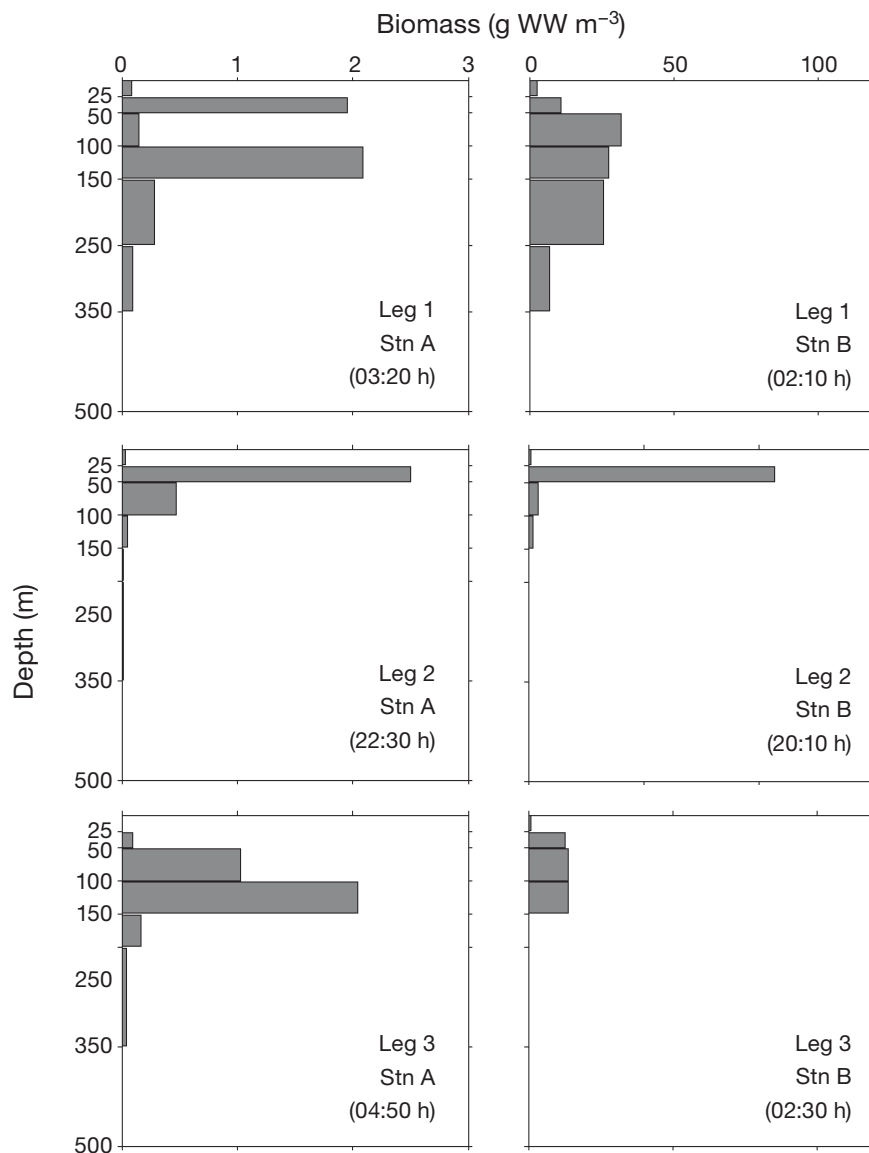 Biomass (g WW m⁻³)
0 1 2 3 0 50 100
25
50
100
150
250
350
500
Leg 1
Stn A
(03:20 h)
Leg 1
Stn B
(02:10 h)
Depth (m)
25
50
100
150
250
350
500
Leg 2
Stn A
(22:30 h)
Leg 2
Stn B
(20:10 h)
25
50
100
150
250
350
500
Leg 3
Stn A
(04:50 h)
Leg 3
Stn B
(02:30 h)